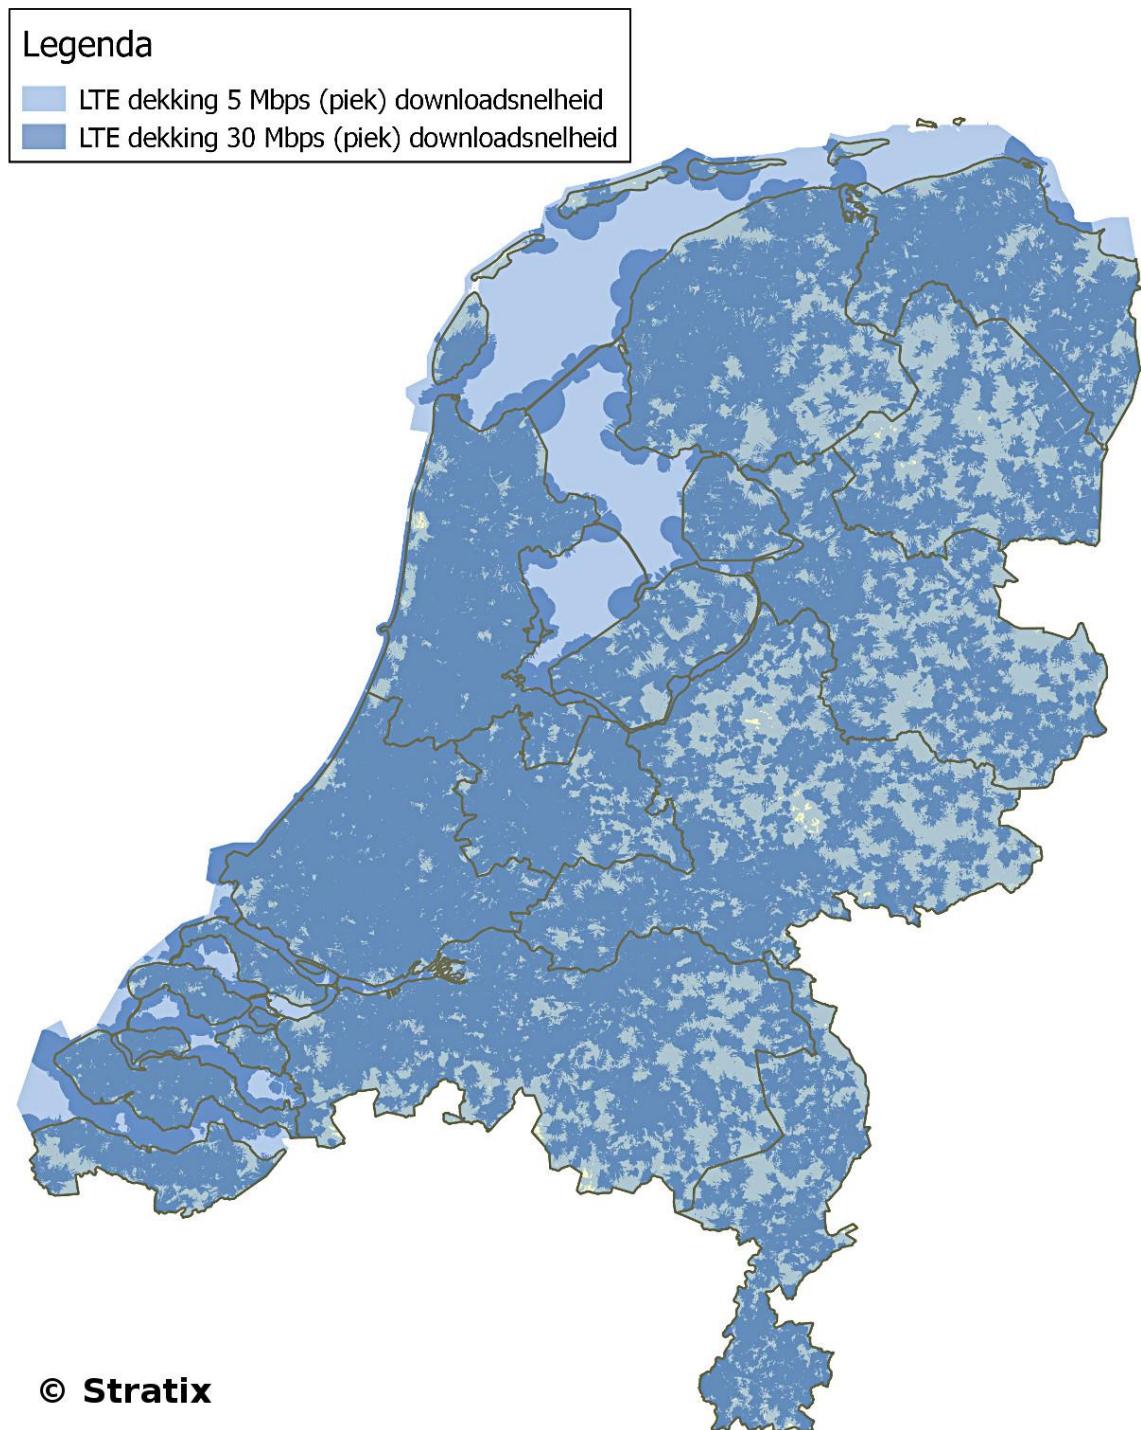 Legenda
LTE dekking 5 Mbps (piek) downloadsnelheid
LTE dekking 30 Mbps (piek) downloadsnelheid
© Stratix